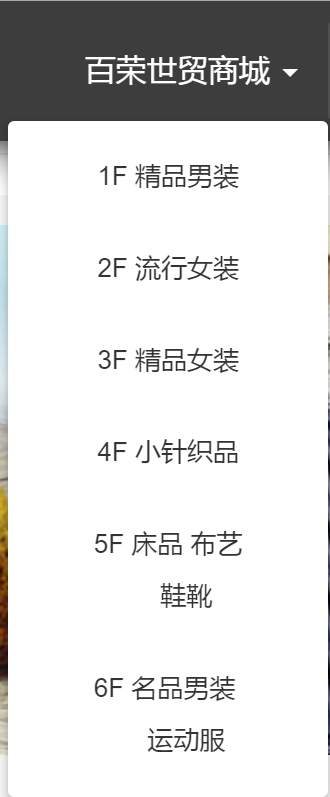 百荣世贸商城
1F 精品男装
2F 流行女装
3F 精品女装
4F 小针织品
5F 床品 布艺
鞋靴
6F 名品男装
运动服